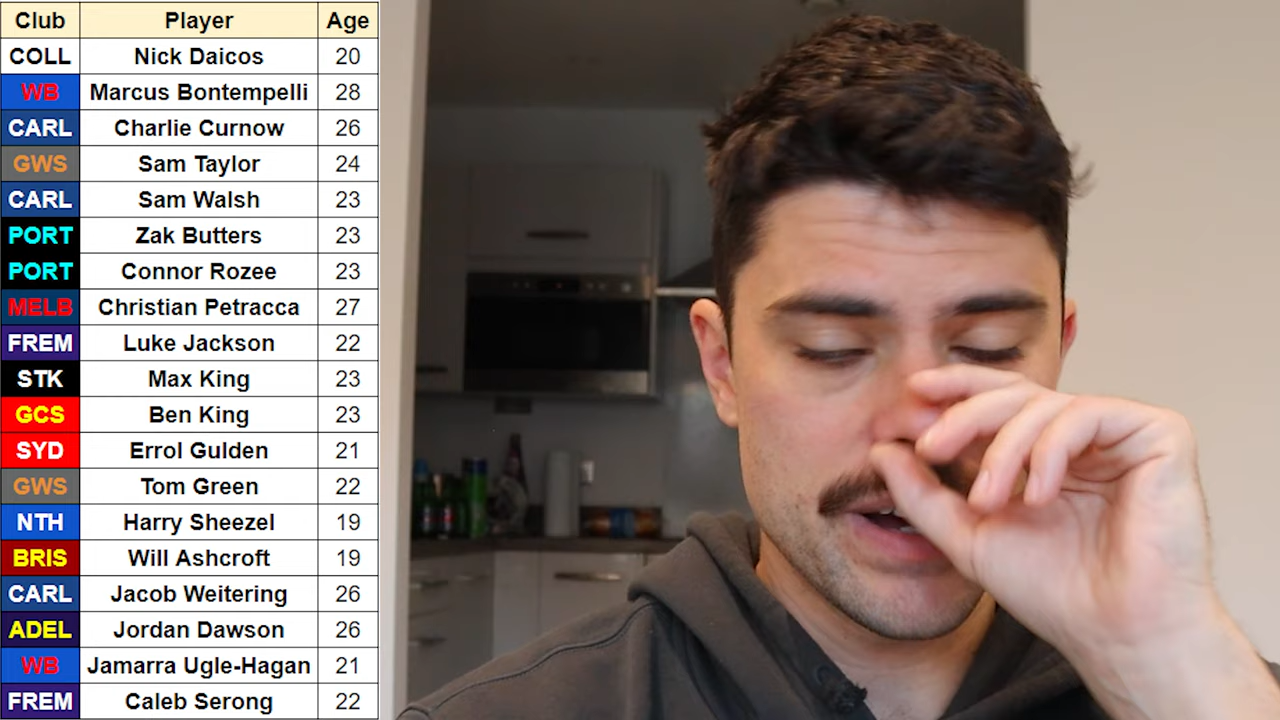 Club Player Age
COLL Nick Daicos 20
WB Marcus Bontempelli 28
CARL Charlie Curnow 26
GWS Sam Taylor 24
CARL Sam Walsh 23
PORT Zak Butters 23
PORT Connor Rozee 23
MELB Christian Petracca 27
FREM Luke Jackson 22
STK Max King 23
GCS Ben King 23
SYD Errol Gulden 21
GWS Tom Green 22
NTH Harry Sheezel 19
BRIS Will Ashcroft 19
CARL Jacob Weitering 26
ADEL Jordan Dawson 26
WB Jamarra Ugle-Hagan 21
FREM Caleb Serong 22